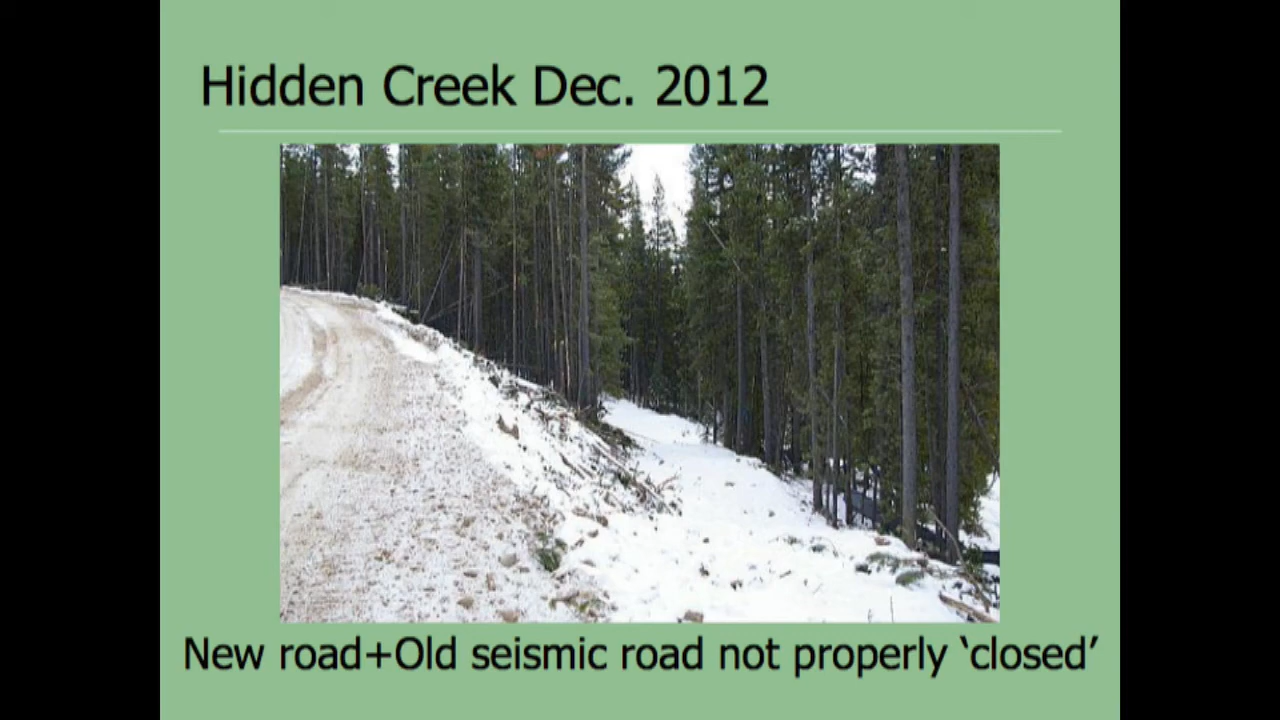 Hidden Creek Dec. 2012
New road+Old seismic road not properly ‘closed’